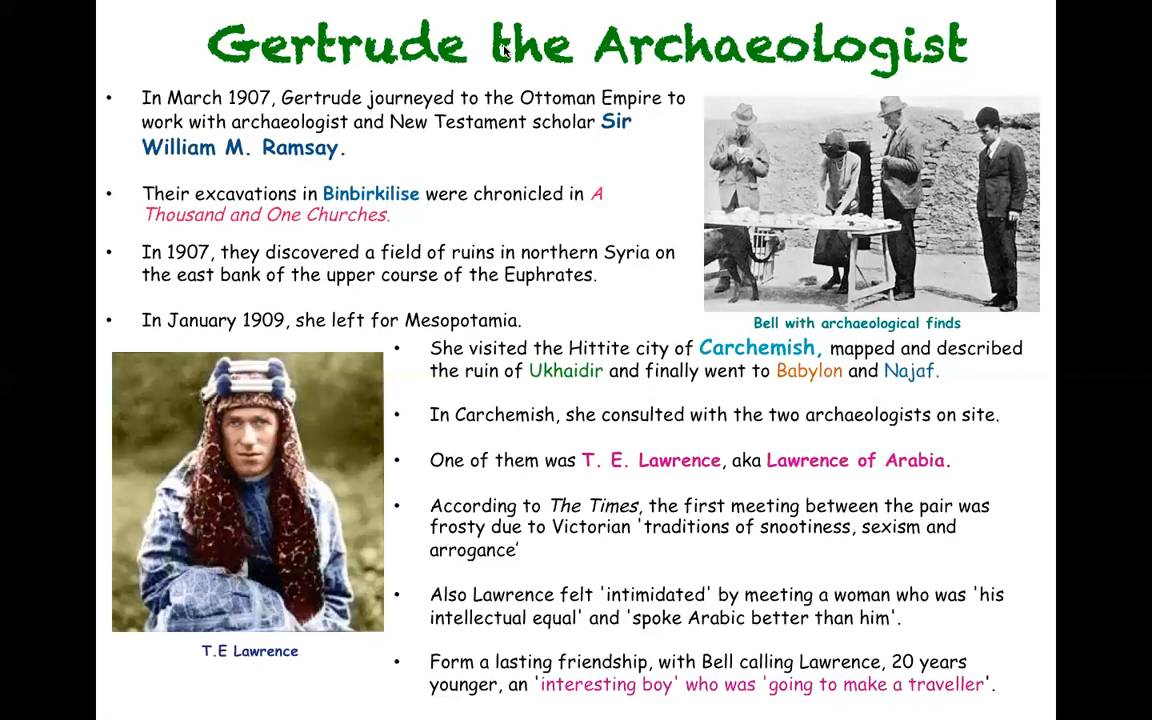 Gertrude the Archaeologist
• In March 1907, Gertrude journeyed to the Ottoman Empire to
work with archaeologist and New Testament scholar Sir
William M. Ramsay.
• Their excavations in Binbirkilise were chronicled in A
Thousand and One Churches.
• In 1907, they discovered a field of ruins in northern Syria on
the east bank of the upper course of the Euphrates.
• In January 1909, she left for Mesopotamia.
Bell with archaeological finds
• She visited the Hittite city of Carchemish, mapped and described
the ruin of Ukhaidir and finally went to Babylon and Najaf.
• In Carchemish, she consulted with the two archaeologists on site.
• One of them was T. E. Lawrence, aka Lawrence of Arabia.
• According to The Times, the first meeting between the pair was
frosty due to Victorian 'traditions of snootiness, sexism and
arrogance’
• Also Lawrence felt 'intimidated' by meeting a woman who was 'his
intellectual equal' and 'spoke Arabic better than him'.
• Form a lasting friendship, with Bell calling Lawrence, 20 years
younger, an 'interesting boy' who was 'going to make a traveller'.
T.E Lawrence